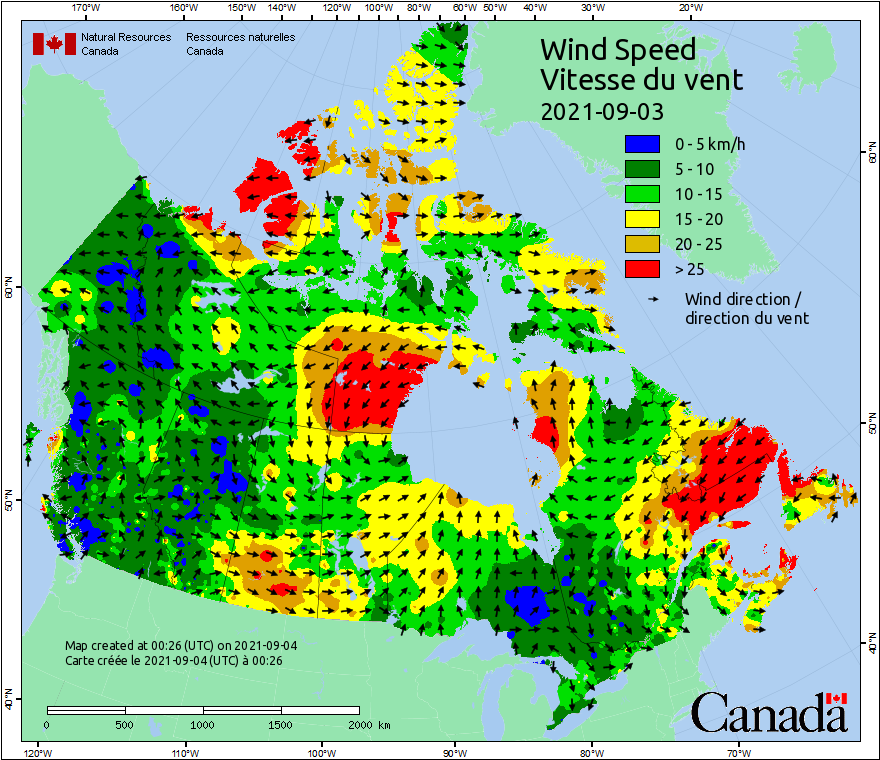 170°W 160°W 150°W 140°W 130°W 120°W 110°W 100°W 80°W 60°W 50°W 40°W 30°W 20°W
Natural Resources Ressources naturelles
Canada Canada
Wind Speed
Vitesse du vent
2021-09-03
0 - 5 km/h
5 - 10
10 - 15
15 - 20
20 - 25
> 25
Wind direction /
direction du vent
60°N
60°N
50°N
50°N
40°N
40°N
Map created at 00:26 (UTC) on 2021-09-04
Carte créée le 2021-09-04 (UTC) à 00:26
0 500 1000 1500 2000 km
Canada
120°W 110°W 100°W 90°W 80°W 70°W